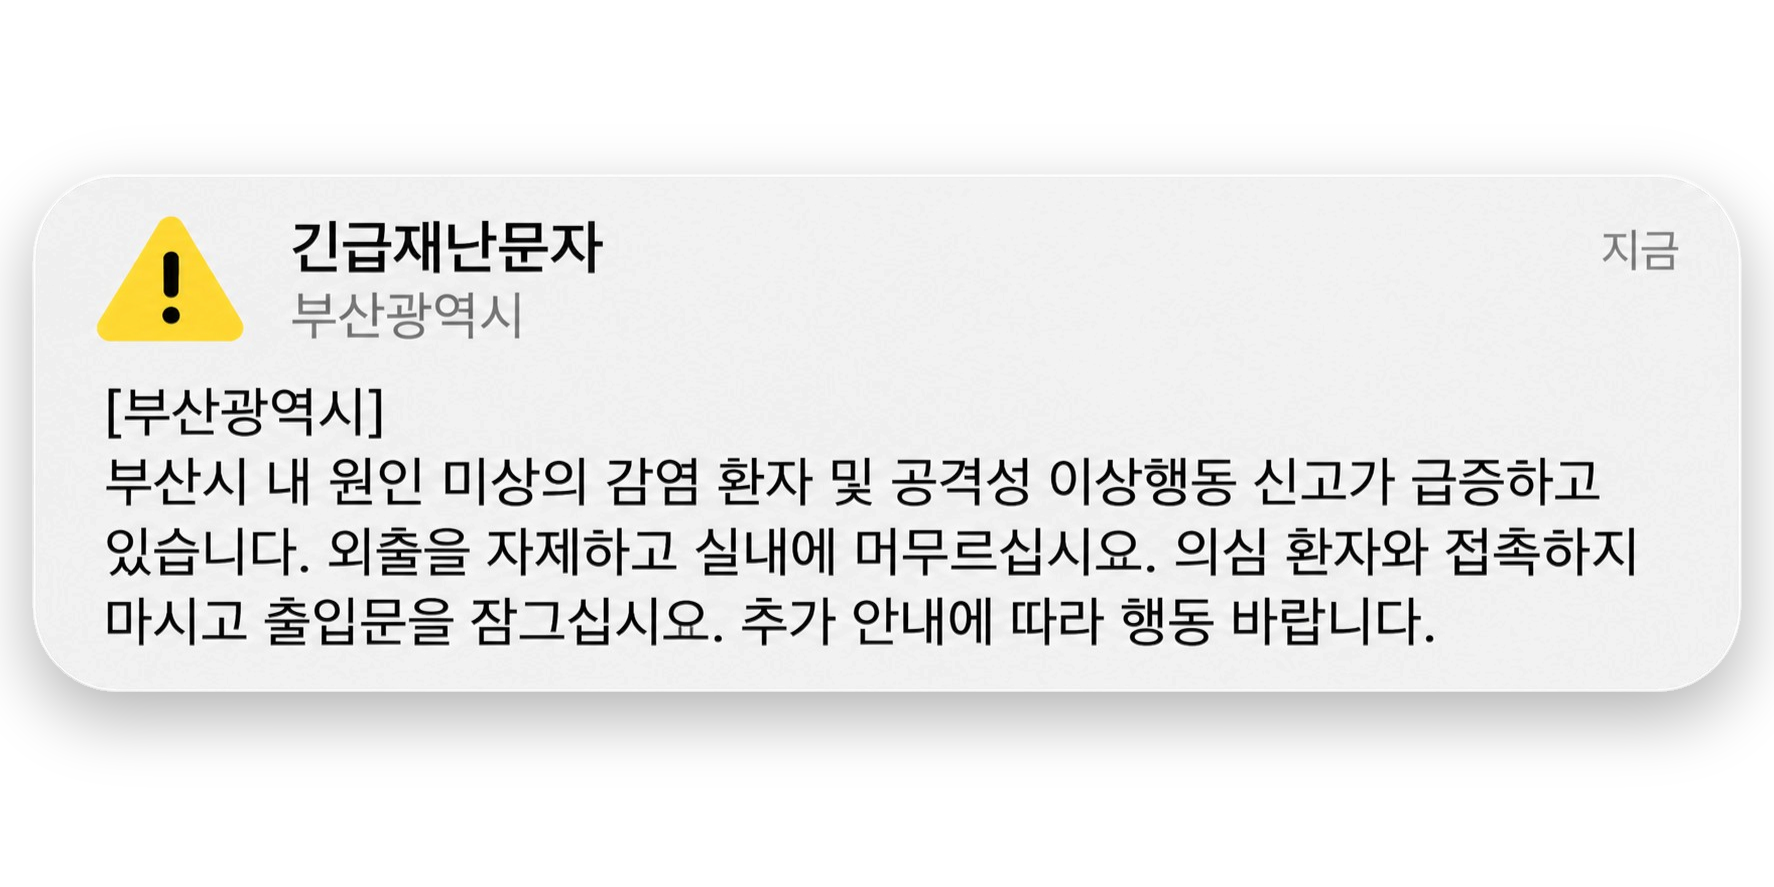 긴급재난문자
지금
부산광역시
[부산광역시]
부산시 내 원인 미상의 감염 환자 및 공격성 이상행동 신고가 급증하고
있습니다. 외출을 자제하고 실내에 머무르십시요. 의심 환자와 접촉하지
마시고 출입문을 잠그십시요. 추가 안내에 따라 행동 바랍니다.